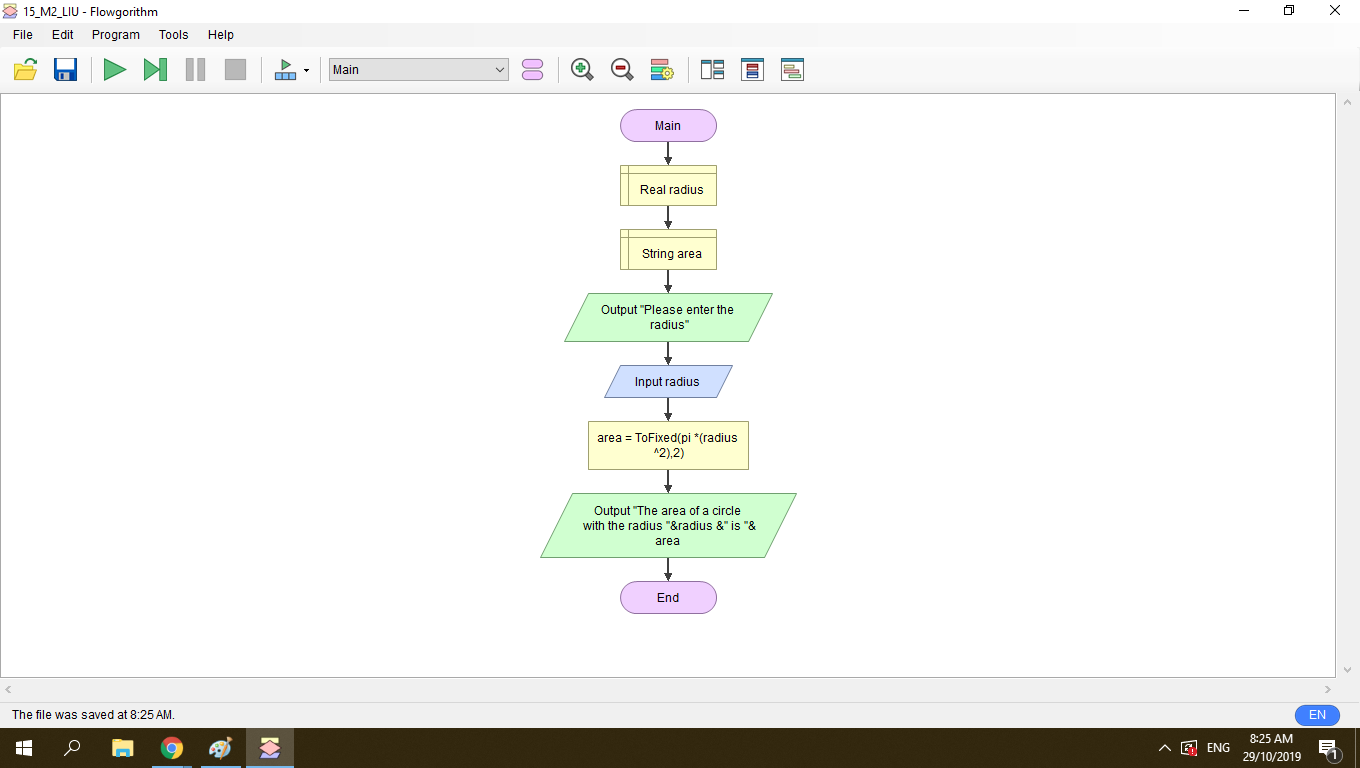 15_M2_LIU - Flowgorithm
File Edit Program Tools Help
Main
Main
Real radius
String area
Output "Please enter the
radius"
Input radius
area = ToFixed(pi *(radius
^2),2)
Output "The area of a circle
with the radius "&radius &" is "&
area
End
The file was saved at 8:25 AM.
EN
ENG
8:25 AM
29/10/2019
1